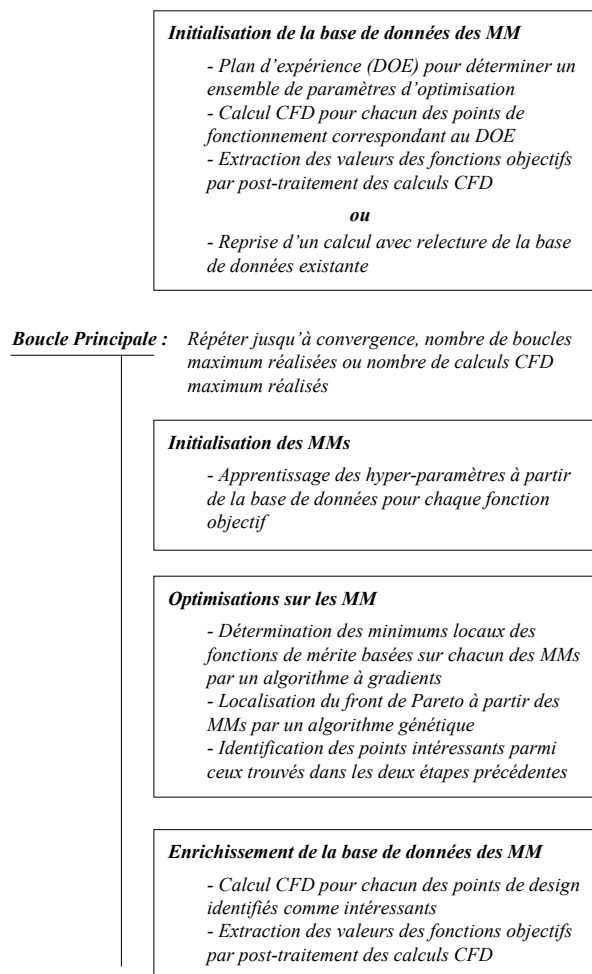 Initialisation de la base de données des MM
- Plan d'expérience (DOE) pour déterminer un
ensemble de paramètres d'optimisation
- Calcul CFD pour chacun des points de
fonctionnement correspondant au DOE
- Extraction des valeurs des fonctions objectifs
par post-traitement des calculs CFD
ou
- Reprise d'un calcul avec relecture de la base
de données existante
Boucle Principale : Répéter jusqu'à convergence, nombre de boucles
maximum réalisées ou nombre de calculs CFD
maximum réalisés
Initialisation des MMs
- Apprentissage des hyper-paramètres à partir
de la base de données pour chaque fonction
objectif
Optimisations sur les MM
- Détermination des minimums locaux des
fonctions de mérite basées sur chacun des MMs
par un algorithme à gradients
- Localisation du front de Pareto à partir des
MMs par un algorithme génétique
- Identification des points intéressants parmi
ceux trouvés dans les deux étapes précédentes
Enrichissement de la base de données des MM
- Calcul CFD pour chacun des points de design
identifiés comme intéressants
- Extraction des valeurs des fonctions objectifs
par post-traitement des calculs CFD